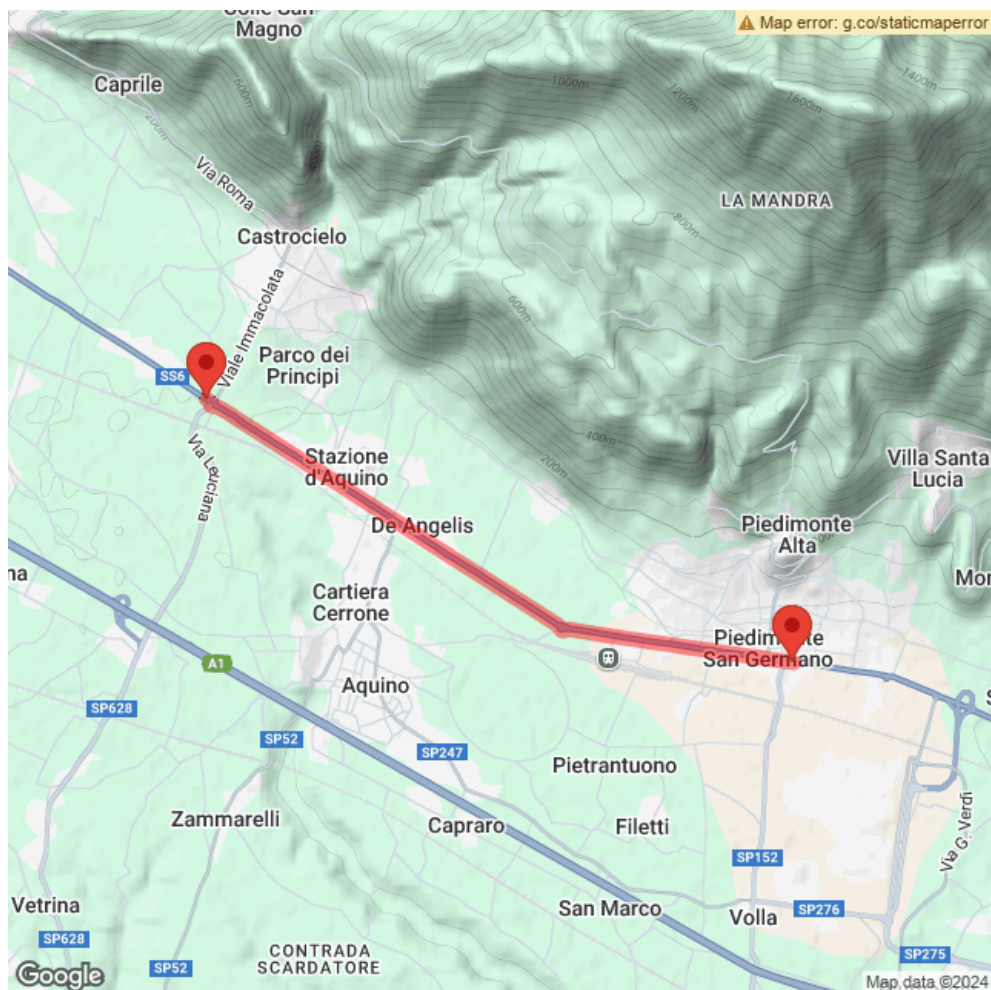 Colle San
Magno
Map error: g.co/staticmaperror
Caprile
1000m
1200m
1400m
1600m
600m
200m
Via Roma
LA MANDRA
800m
Castrocielo
Viale Immacolata
600m
Parco dei
Principi
SS6
400m
200m
Via Leuciana
Stazione
d'Aquino
Villa Santa
Lucia
De Angelis
Piedimonte
Alta
na
Mon
Cartiera
Cerrone
Piedimonte
San Germano
A1
Aquino
SP628
SP52
SP247
Pietrantuono
Zammarelli
Capraro
Filetti
Via G. Verdi
SP152
Vetrina
San Marco
Volla
SP276
SP628
CONTRADA
SCARDATORE
SP52
SP275
Google
Map data ©2024